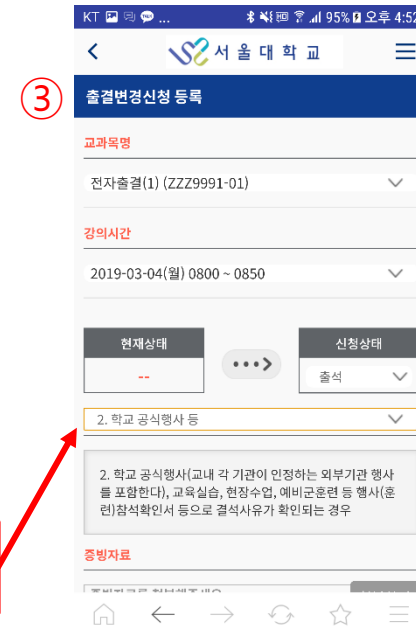 KT ... 95% 오후 4:52
서울대학교
③
출결변경신청 등록
교과목명
전자출결(1) (ZZZ9991-01)
강의시간
2019-03-04(월) 0800 ~ 0850
현재상태
신청상태
--
출석
2. 학교 공식행사 등
2. 학교 공식행사(교내 각 기관이 인정하는 외부기관 행사
를 포함한다), 교육실습, 현장수업, 예비군훈련 등 행사(훈
련)참석확인서 등으로 결석사유가 확인되는 경우
증빙자료